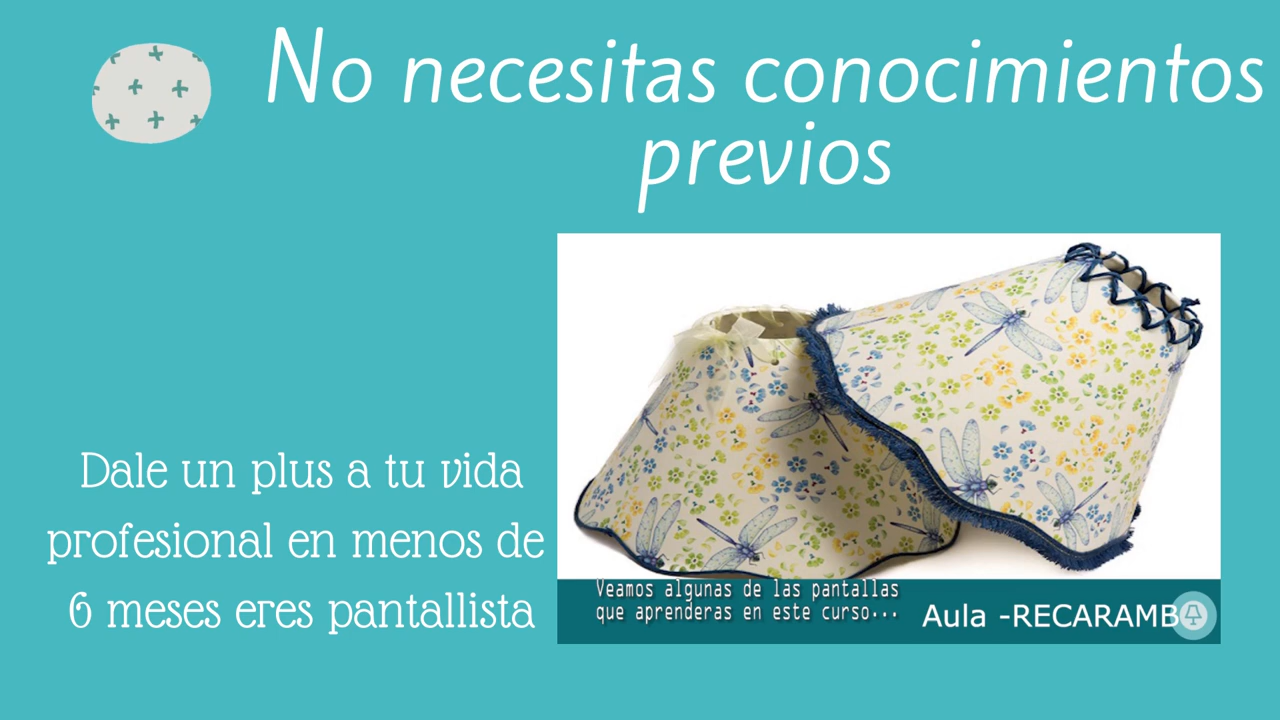 No necesitas conocimientos
previos
Dale un plus a tu vida
profesional en menos de
6 meses eres pantallista
Veamos algunas de las pantallas
que aprenderas en este curso...
Aula -RECARAMB